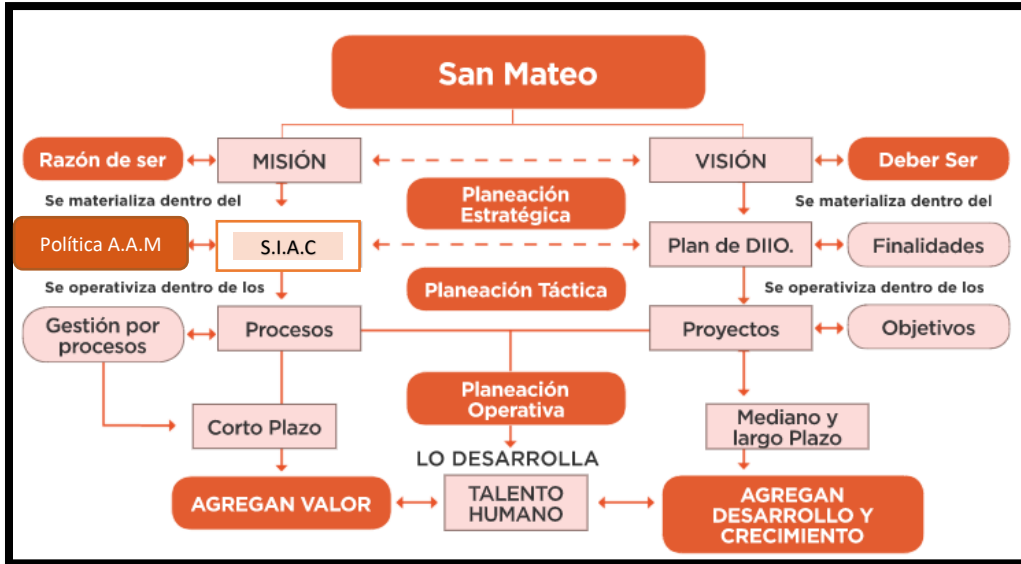 San Mateo
Razón de ser
MISIÓN
VISIÓN
Deber Ser
Se materializa dentro del
Planeación
Estratégica
Se materializa dentro del
Política A.A.M
S.I.A.C
Plan de DIIO.
Finalidades
Se operativiza dentro de los
Planeación Táctica
Se operativiza dentro de los
Gestión por
procesos
Procesos
Proyectos
Objetivos
Planeación
Operativa
Corto Plazo
Mediano y
largo Plazo
LO DESARROLLA
AGREGAN VALOR
TALENTO
HUMANO
AGREGAN
DESARROLLO Y
CRECIMIENTO